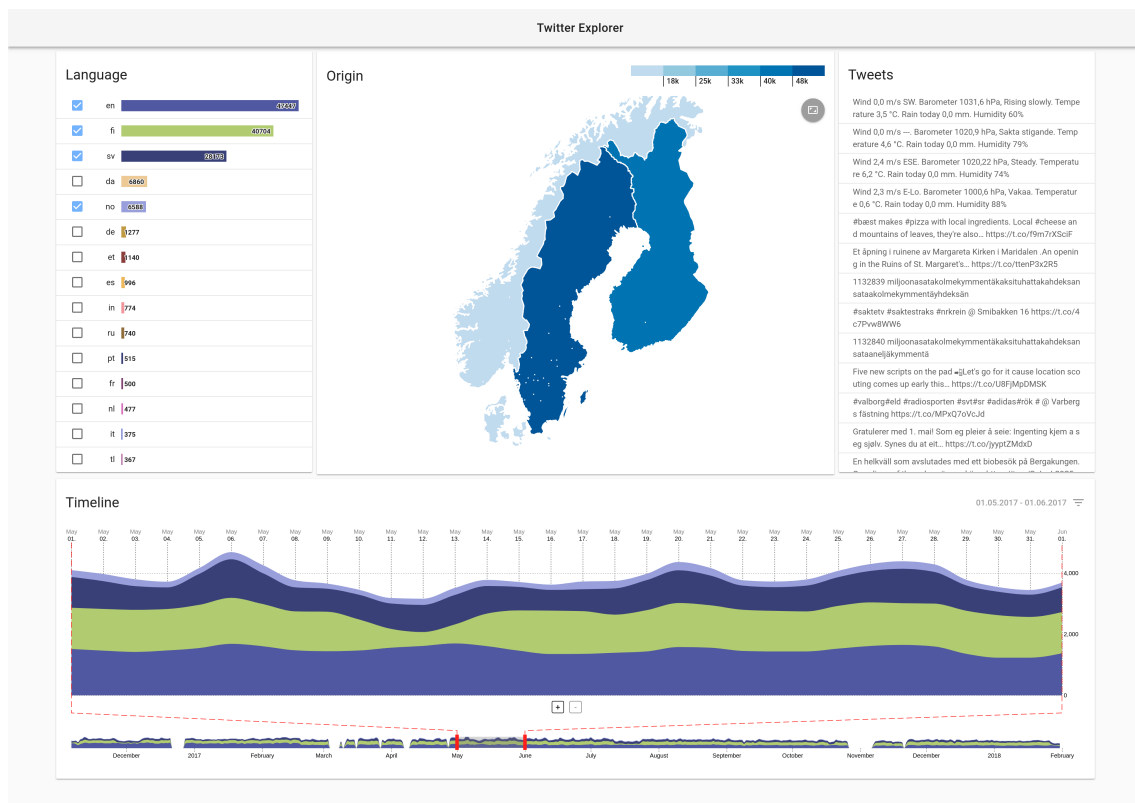 Twitter Explorer
Language
en 47447
fi 40704
sv 28173
da 6860
no 6588
de 1277
et 1140
es 996
in 774
ru 740
pt 515
fr 500
nl 477
it 375
tl 367
Origin
18k 25k 33k 40k 48k
Tweets
Wind 0,0 m/s SW. Barometer 1031,6 hPa, Rising slowly. Tempe
rature 3,5 °C. Rain today 0,0 mm. Humidity 60%
Wind 0,0 m/s —. Barometer 1020,9 hPa, Sakta stigande. Temp
erature 4,6 °C. Rain today 0,0 mm. Humidity 79%
Wind 2,4 m/s ESE. Barometer 1020,22 hPa, Steady. Temperatu
re 6,2 °C. Rain today 0,0 mm. Humidity 74%
Wind 2,3 m/s E-Lo. Barometer 1000,6 hPa, Vakaa. Temperatur
e 0,6 °C. Rain today 0,0 mm. Humidity 88%
#bæst makes #pizza with local ingredients. Local #cheese an
d mountains of leaves, they're also… https://t.co/f9m7rXSciF
Et åpning i ruinene av Margareta Kirken i Maridalen .An openin
g in the Ruins of St. Margaret's… https://t.co/ttenP3x2R5
1132839 miljoonasatakolmekymmentäkaksituhattakahdeksan
sataakolmekymmentäyhdeksän
#saktetv #saktestraks #nrkrein @ Smibakken 16 https://t.co/4
c7Pvw8WW6
1132840 miljoonasatakolmekymmentäkaksituhattakahdeksan
sataaneljäkymmentä
Five new scripts on the pad 📲Let's go for it cause location sco
uting comes up early this… https://t.co/U8FjMpDMSK
#valborg#eld #radiosporten #svt#sr #adidas#rök # @ Varberg
s fästning https://t.co/MPxQ7oVcJd
Gratulerer med 1. mai! Som eg pleier å seie: Ingenting kjem a s
eg sjølv. Synes du at eit… https://t.co/jyyptZMdxD
En helkväll som avslutades med ett biobesök på Bergakungen.
Timeline
01.05.2017 - 01.06.2017
May May May May May May May May May May May May May May May May May May May May May May May May May May May May May May May Jun
01. 02. 03. 04. 05. 06. 07. 08. 09. 10. 11. 12. 13. 14. 15. 16. 17. 18. 19. 20. 21. 22. 23. 24. 25. 26. 27. 28. 29. 30. 31. 01.
4,000
2,000
0
+ -
December 2017 February March April May June July August September October November December 2018 February